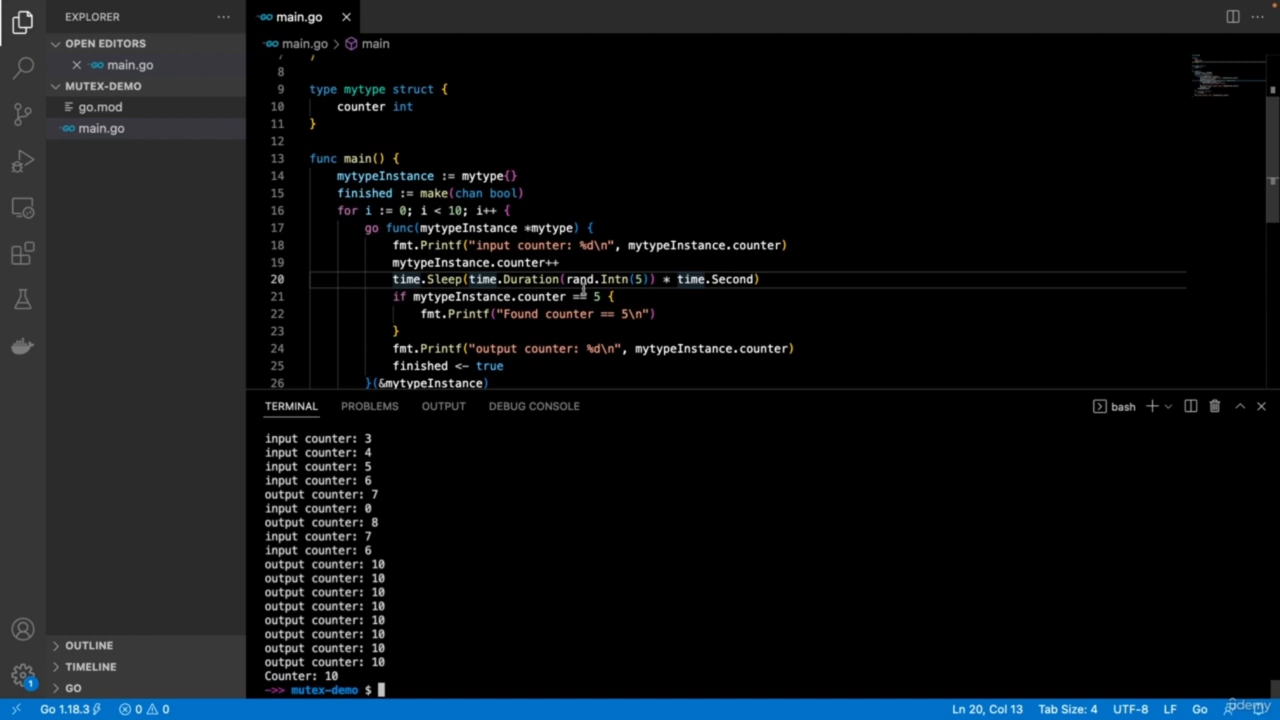 EXPLORER
OPEN EDITORS
main.go
MUTEX-DEMO
go.mod
main.go
OUTLINE
TIMELINE
GO
main.go
main.go > main
8
9 type mytype struct {
10 counter int
11 }
12
13 func main() {
14 mytypeInstance := mytype{}
15 finished := make(chan bool)
16 for i := 0; i < 10; i++ {
17 go func(mytypeInstance *mytype) {
18 fmt.Printf("input counter: %d\n", mytypeInstance.counter)
19 mytypeInstance.counter++
20 time.Sleep(time.Duration(rand.Intn(5)) * time.Second)
21 if mytypeInstance.counter == 5 {
22 fmt.Printf("Found counter == 5\n")
23 }
24 fmt.Printf("output counter: %d\n", mytypeInstance.counter)
25 finished <- true
26 }(&mytypeInstance)
TERMINAL PROBLEMS OUTPUT DEBUG CONSOLE bash
input counter: 3
input counter: 4
input counter: 5
input counter: 6
output counter: 7
input counter: 0
output counter: 8
input counter: 7
input counter: 6
output counter: 10
output counter: 10
output counter: 10
output counter: 10
output counter: 10
output counter: 10
output counter: 10
output counter: 10
Counter: 10
->> mutex-demo $
1
Go 1.18.3 0 0 Ln 20, Col 13 Tab Size: 4 UTF-8 LF Go
udemy